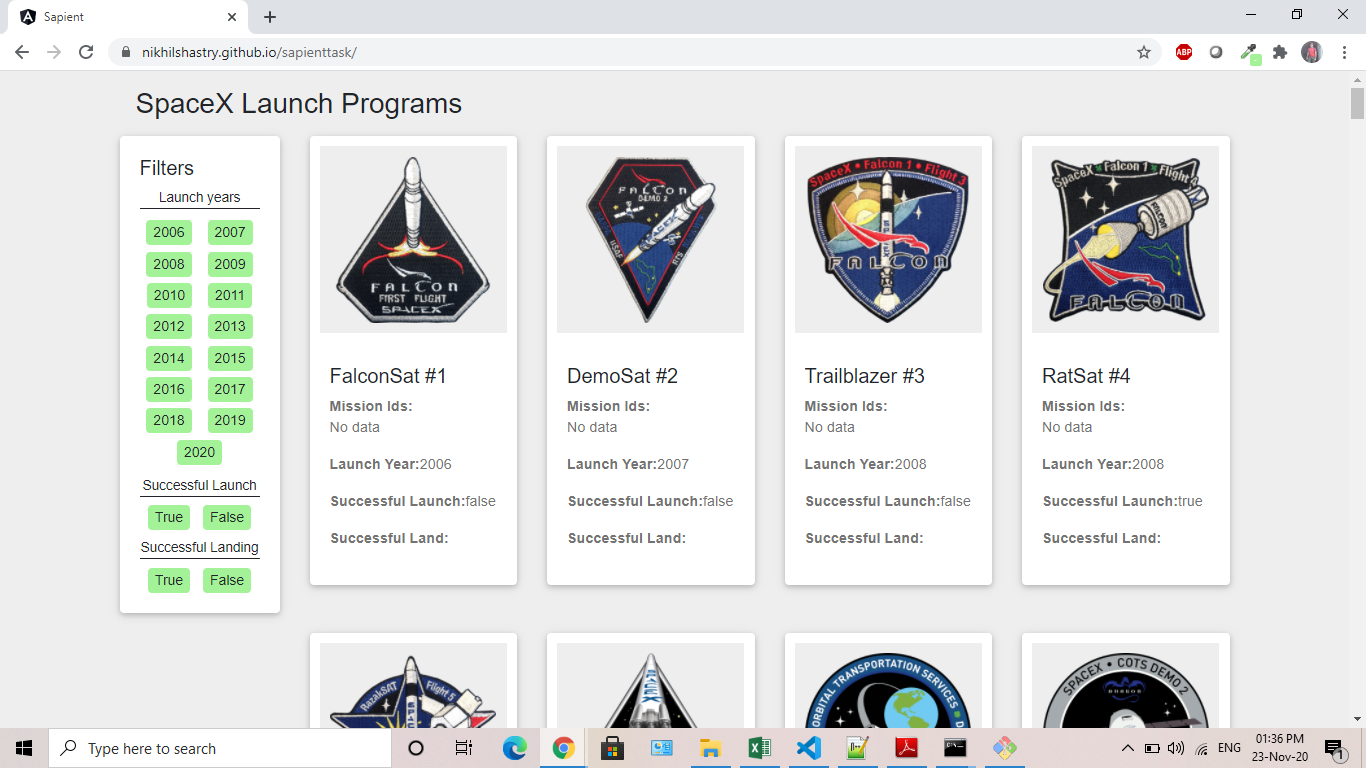 Sapient
nikhilshastry.github.io/sapienttask/
ABP
SpaceX Launch Programs
Filters
Launch years
2006 2007
2008 2009
2010 2011
2012 2013
2014 2015
2016 2017
2018 2019
2020
Successful Launch
True False
Successful Landing
True False
FALCON
FIRST FLIGHT
SPACEX
FalconSat #1
Mission Ids:
No data
Launch Year:2006
Successful Launch:false
Successful Land:
FALCON
DEMO 2
SPACEX
USAF
RTS
DemoSat #2
Mission Ids:
No data
Launch Year:2007
Successful Launch:false
Successful Land:
SpaceX • Falcon 1 • Flight 3
FALCON
Trailblazer #3
Mission Ids:
No data
Launch Year:2008
Successful Launch:false
Successful Land:
SpaceX Falcon 1 Flight
FALCON
FALCON
RatSat #4
Mission Ids:
No data
Launch Year:2008
Successful Launch:true
Successful Land:
RazakSAT Flight 5
ORBITAL TRANSPORTATION SERVICES
SPACEX • COTS DEMO 2
DRAGON
Type here to search
ENG
01:36 PM
23-Nov-20
1